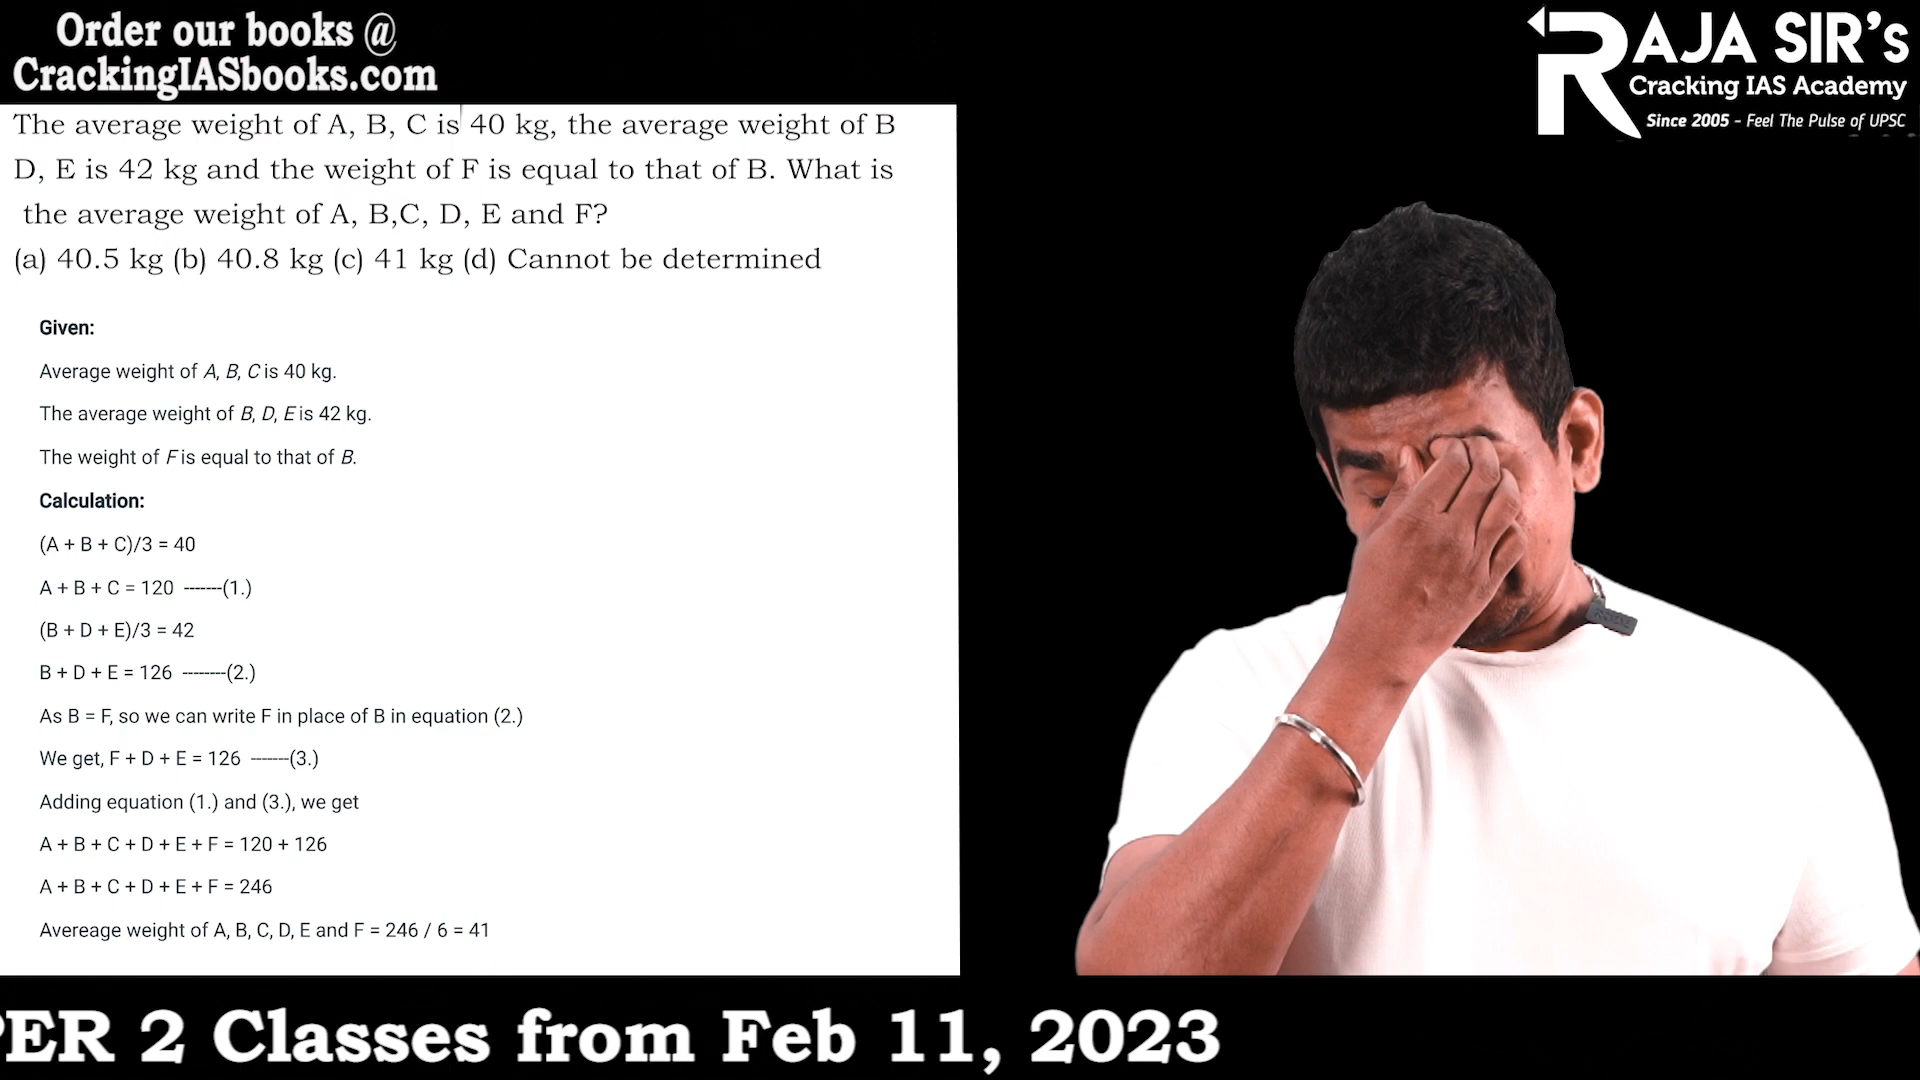 Order our books @
CrackingIASbooks.com
RAJA SIR's
Cracking IAS Academy
Since 2005 - Feel The Pulse of UPSC
The average weight of A, B, C is 40 kg, the average weight of B
D, E is 42 kg and the weight of F is equal to that of B. What is
the average weight of A, B,C, D, E and F?
(a) 40.5 kg (b) 40.8 kg (c) 41 kg (d) Cannot be determined
Given:
Average weight of A, B, C is 40 kg.
The average weight of B, D, E is 42 kg.
The weight of F is equal to that of B.
Calculation:
(A + B + C)/3 = 40
A + B + C = 120 -------(1.)
(B + D + E)/3 = 42
B + D + E = 126 --------(2.)
As B = F, so we can write F in place of B in equation (2.)
We get, F + D + E = 126 -------(3.)
Adding equation (1.) and (3.), we get
A + B + C + D + E + F = 120 + 126
A + B + C + D + E + F = 246
Avereage weight of A, B, C, D, E and F = 246 / 6 = 41
PER 2 Classes from Feb 11, 2023